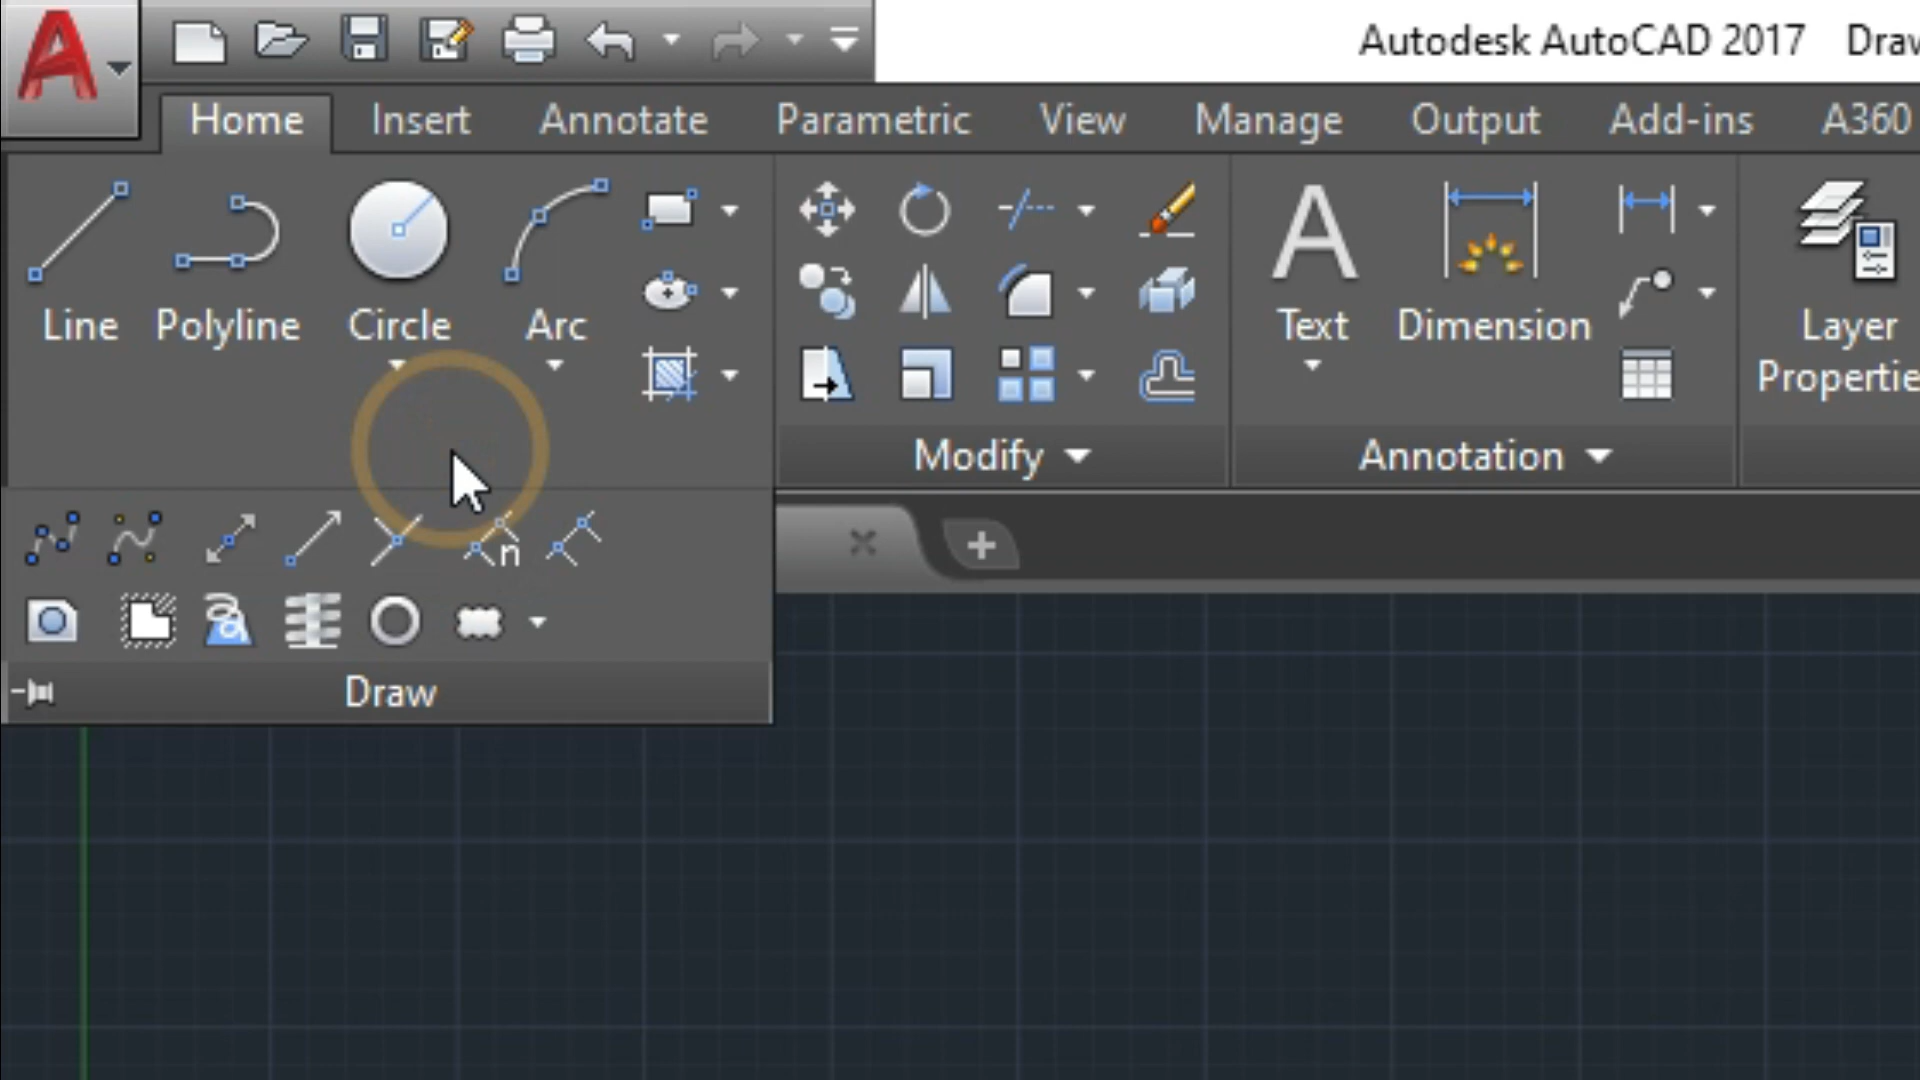 Autodesk AutoCAD 2017 Draw
Home Insert Annotate Parametric View Manage Output Add-ins A360
Line Polyline Circle Arc Text Dimension Layer
Propertie
Modify Annotation
n
Draw